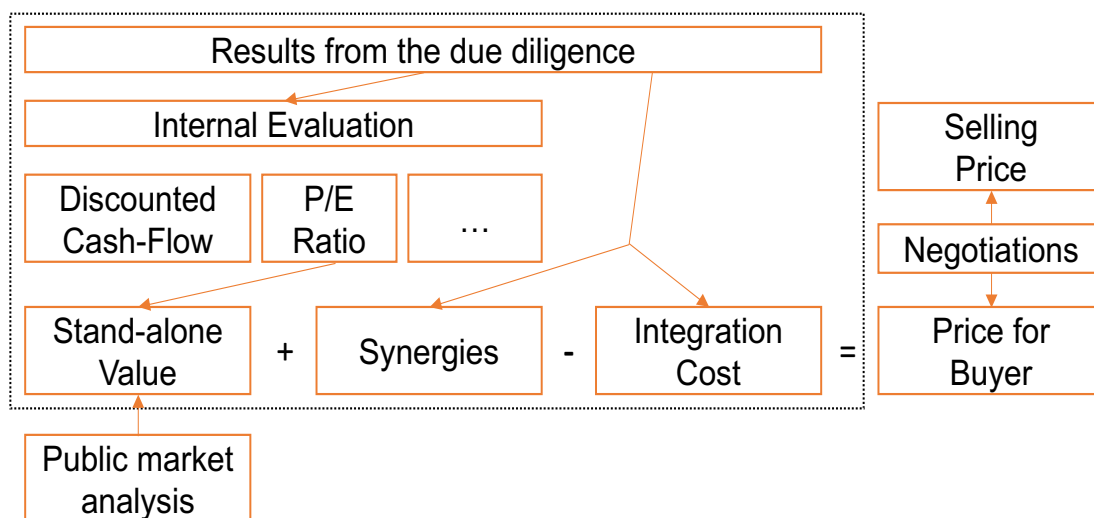 Results from the due diligence
Internal Evaluation
Discounted
Cash-Flow
P/E
Ratio
…
Selling
Price
Negotiations
Stand-alone
Value
+
Synergies
-
Integration
Cost
=
Price for
Buyer
Public market
analysis